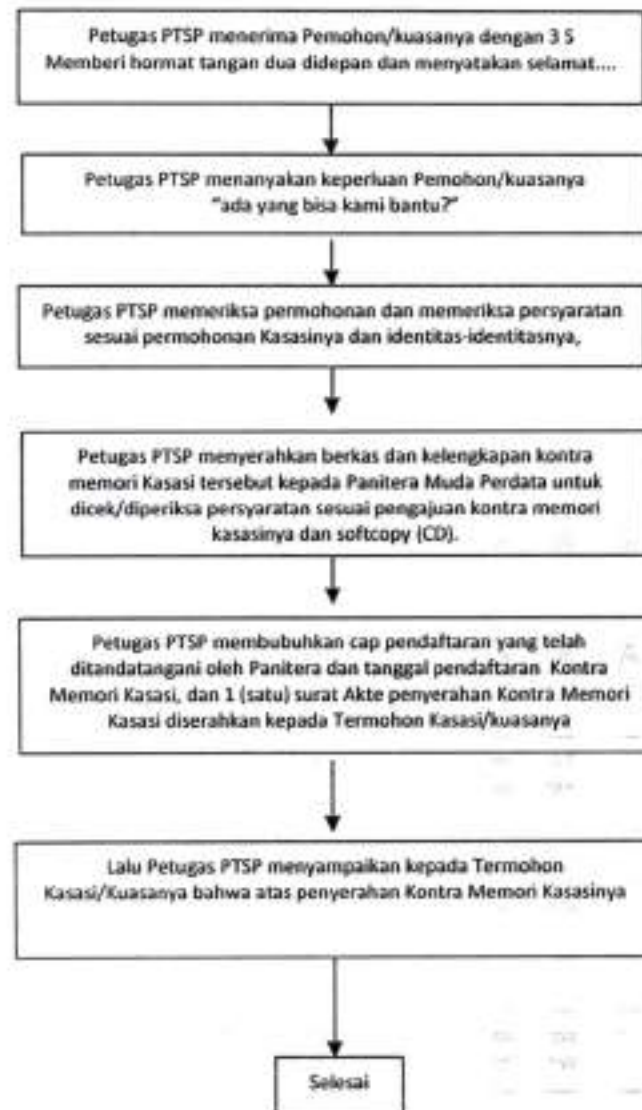 Petugas PTSP menerima Pemohon/kuasanya dengan 3 S
Memberi hormat tangan dua didepan dan menyatakan selamat....
Petugas PTSP menanyakan keperluan Pemohon/kuasanya
"ada yang bisa kami bantu?"
Petugas PTSP memeriksa permohonan dan memeriksa persyaratan
sesuai permohonan Kasasinya dan identitas-identitasnya,
Petugas PTSP menyerahkan berkas dan kelengkapan kontra
memori Kasasi tersebut kepada Panitera Muda Perdata untuk
dicek/diperiksa persyaratan sesuai pengajuan kontra memori
kasasinya dan softcopy (CD).
Petugas PTSP membubuhkan cap pendaftaran yang telah
ditandatangani oleh Panitera dan tanggal pendaftaran Kontra
Memori Kasasi, dan 1 (satu) surat Akte penyerahan Kontra Memori
Kasasi diserahkan kepada Termohon Kasasi/kuasanya
Lalu Petugas PTSP menyampaikan kepada Termohon
Kasasi/Kuasanya bahwa atas penyerahan Kontra Memori Kasasinya
Selesai